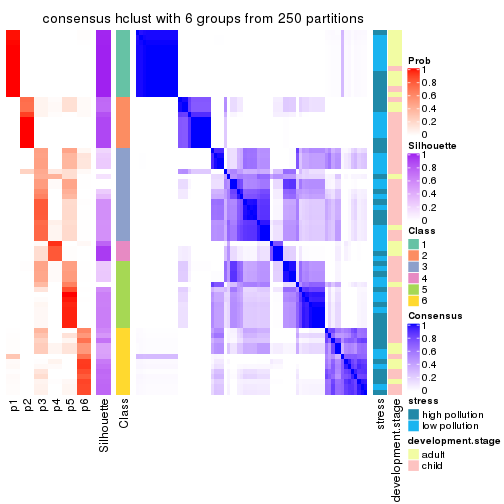 consensus hclust with 6 groups from 250 partitions
Prob
1
0.8
0.6
0.4
0.2
0
Silhouette
1
0.8
0.6
0.4
0.2
0
Class
1
2
3
4
5
6
Consensus
1
0.8
0.6
0.4
0.2
0
stress
high pollution
low pollution
development.stage
adult
child
p1
p2
p3
p4
p5
p6
Silhouette
Class
stress
development.stage